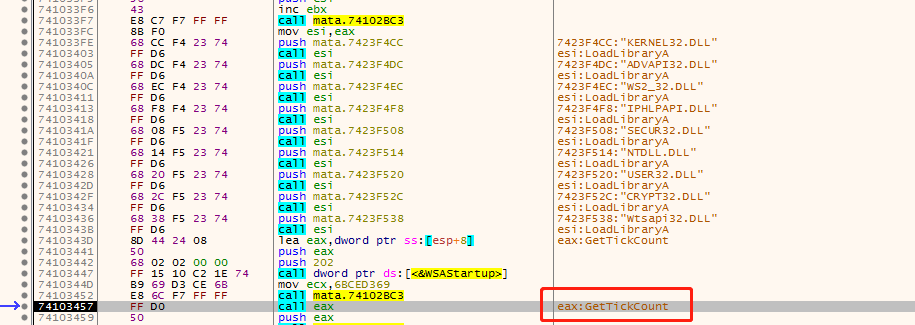 741033F6 43 inc ebx
741033F7 E8 C7 F7 FF FF call mata.74102BC3
741033FC 8B F0 mov esi,eax
741033FE 68 CC F4 23 74 push mata.7423F4CC 7423F4CC:"KERNEL32.DLL"
74103403 FF D6 call esi esi:LoadLibraryA
74103405 68 DC F4 23 74 push mata.7423F4DC 7423F4DC:"ADVAPI32.DLL"
7410340A FF D6 call esi esi:LoadLibraryA
7410340C 68 EC F4 23 74 push mata.7423F4EC 7423F4EC:"WS2_32.DLL"
74103411 FF D6 call esi esi:LoadLibraryA
74103413 68 F8 F4 23 74 push mata.7423F4F8 7423F4F8:"IPHLPAPI.DLL"
74103418 FF D6 call esi esi:LoadLibraryA
7410341A 68 08 F5 23 74 push mata.7423F508 7423F508:"SECUR32.DLL"
7410341F FF D6 call esi esi:LoadLibraryA
74103421 68 14 F5 23 74 push mata.7423F514 7423F514:"NTDLL.DLL"
74103426 FF D6 call esi esi:LoadLibraryA
74103428 68 20 F5 23 74 push mata.7423F520 7423F520:"USER32.DLL"
7410342D FF D6 call esi esi:LoadLibraryA
7410342F 68 2C F5 23 74 push mata.7423F52C 7423F52C:"CRYPT32.DLL"
74103434 FF D6 call esi esi:LoadLibraryA
74103436 68 38 F5 23 74 push mata.7423F538 7423F538:"Wtsapi32.DLL"
7410343B FF D6 call esi esi:LoadLibraryA
7410343D 8D 44 24 08 lea eax,dword ptr ss:[esp+8] eax:GetTickCount
74103441 50 push eax
74103442 68 02 02 00 00 push 202
74103447 FF 15 10 C2 1E 74 call dword ptr ds:[<&WSAStartup>]
7410344D B9 69 D3 CE 6B mov ecx,6BCED369
74103452 E8 6C F7 FF FF call mata.74102BC3
74103457 FF D0 call eax eax:GetTickCount
74103459 50 push eax